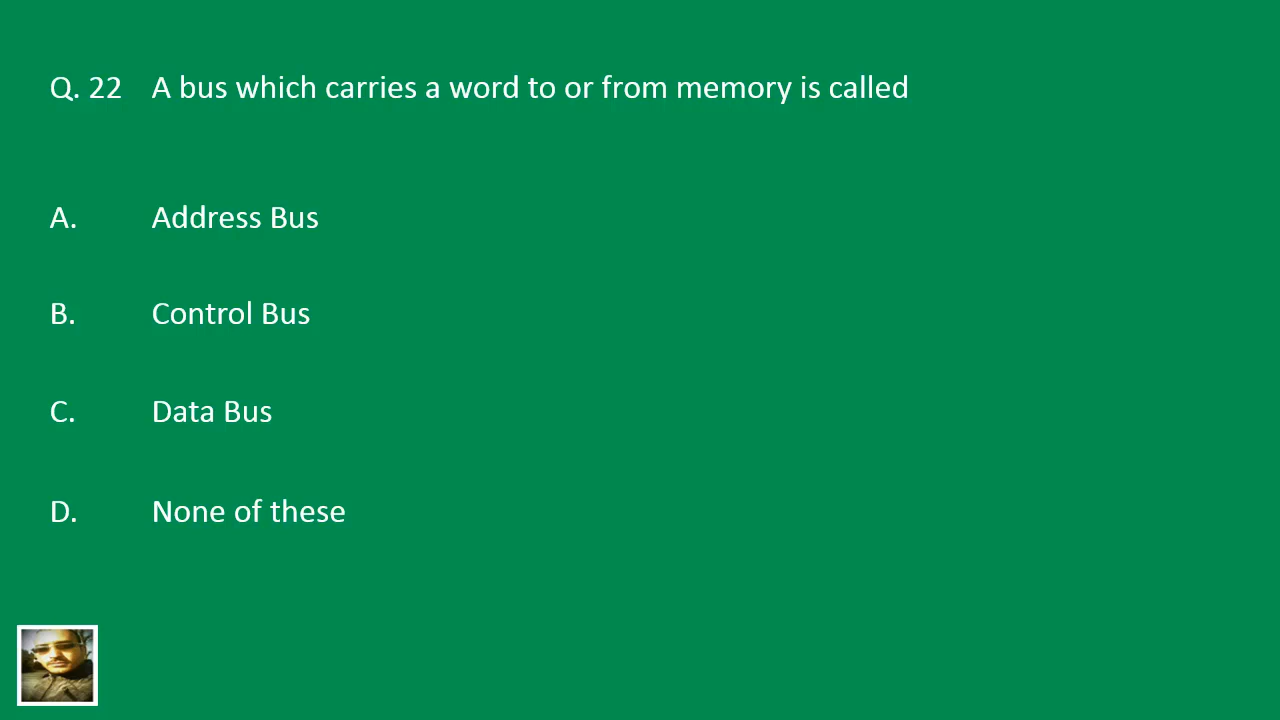 Q. 22 A bus which carries a word to or from memory is called
A. Address Bus
B. Control Bus
C. Data Bus
D. None of these